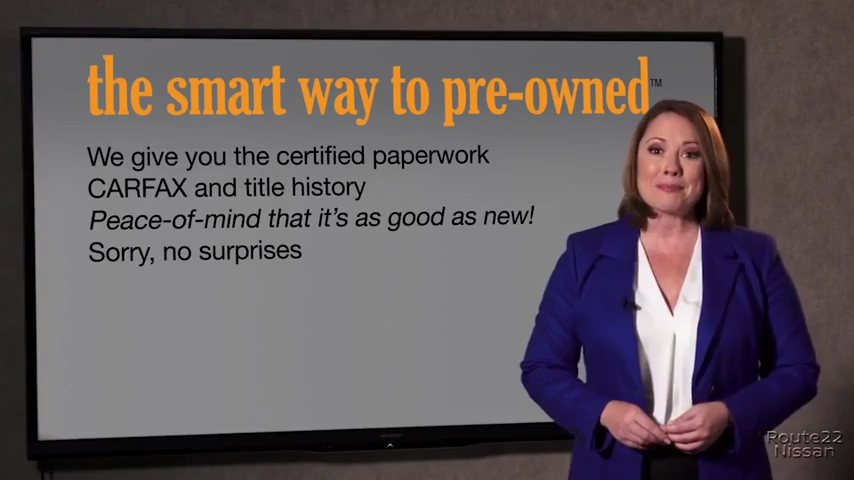 the smart way to pre-owned™
We give you the certified paperwork
CARFAX and title history
Peace-of-mind that it's as good as new!
Sorry, no surprises
Route22
Nissan